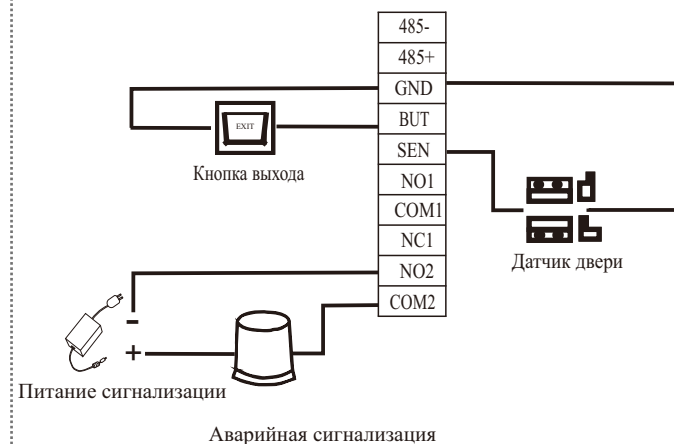 485-
485+
GND
BUT
SEN
NO1
COM1
NC1
NO2
COM2
EXIT
Кнопка выхода
Датчик двери
-
+
Питание сигнализации
Аварийная сигнализация